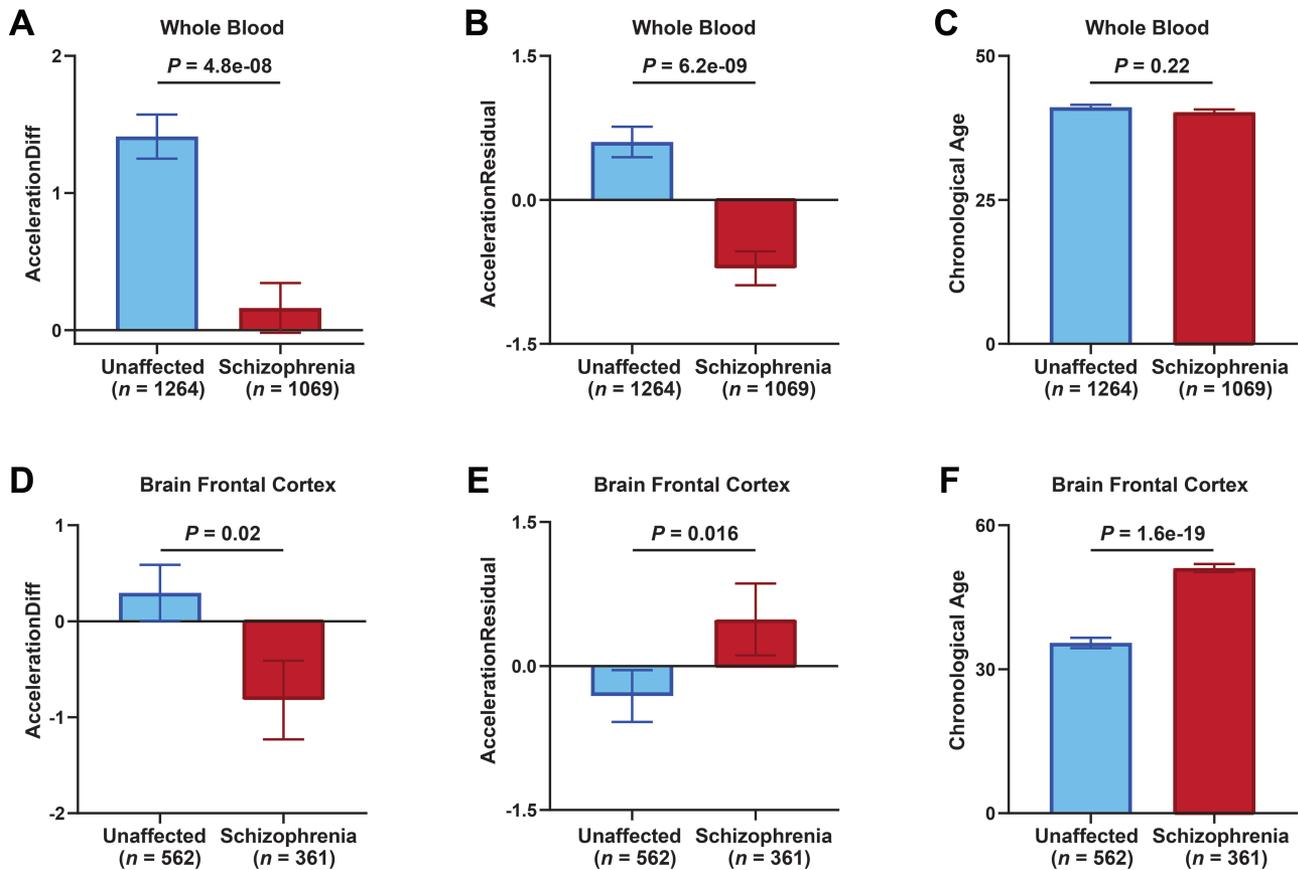 A
Whole Blood
P = 4.8e-08
AccelerationDiff
2
1
0
Unaffected
(n = 1264)
Schizophrenia
(n = 1069)
B
Whole Blood
P = 6.2e-09
AccelerationResidual
1.5
0.0
-1.5
Unaffected
(n = 1264)
Schizophrenia
(n = 1069)
C
Whole Blood
P = 0.22
Chronological Age
50
25
0
Unaffected
(n = 1264)
Schizophrenia
(n = 1069)
D
Brain Frontal Cortex
P = 0.02
AccelerationDiff
1
0
-1
-2
Unaffected
(n = 562)
Schizophrenia
(n = 361)
E
Brain Frontal Cortex
P = 0.016
AccelerationResidual
1.5
0.0
-1.5
Unaffected
(n = 562)
Schizophrenia
(n = 361)
F
Brain Frontal Cortex
P = 1.6e-19
Chronological Age
60
30
0
Unaffected
(n = 562)
Schizophrenia
(n = 361)